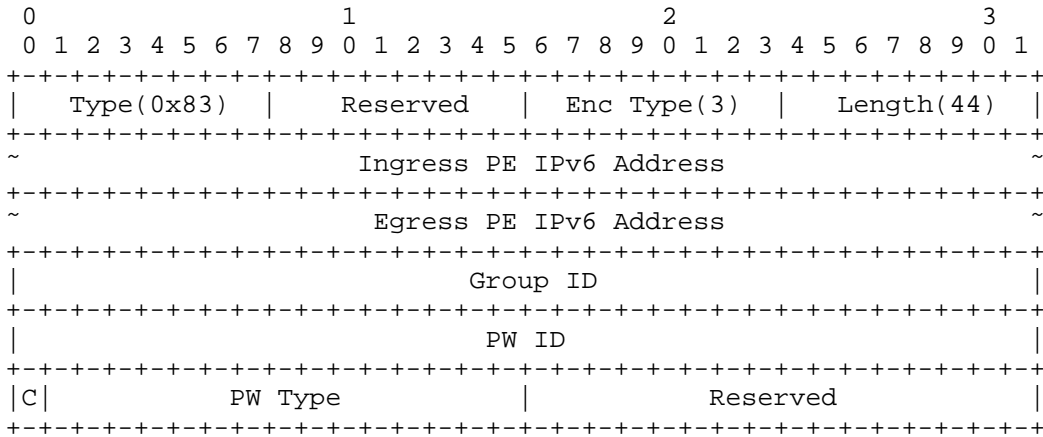 0                   1                   2                   3
 0 1 2 3 4 5 6 7 8 9 0 1 2 3 4 5 6 7 8 9 0 1 2 3 4 5 6 7 8 9 0 1
+-+-+-+-+-+-+-+-+-+-+-+-+-+-+-+-+-+-+-+-+-+-+-+-+-+-+-+-+-+-+-+-+
|   Type(0x83)  |    Reserved   |  Enc Type(3)  |   Length(44)  |
+-+-+-+-+-+-+-+-+-+-+-+-+-+-+-+-+-+-+-+-+-+-+-+-+-+-+-+-+-+-+-+-+
~                     Ingress PE IPv6 Address                   ~
+-+-+-+-+-+-+-+-+-+-+-+-+-+-+-+-+-+-+-+-+-+-+-+-+-+-+-+-+-+-+-+-+
~                      Egress PE IPv6 Address                   ~
+-+-+-+-+-+-+-+-+-+-+-+-+-+-+-+-+-+-+-+-+-+-+-+-+-+-+-+-+-+-+-+-+
|                            Group ID                           |
+-+-+-+-+-+-+-+-+-+-+-+-+-+-+-+-+-+-+-+-+-+-+-+-+-+-+-+-+-+-+-+-+
|                             PW ID                             |
+-+-+-+-+-+-+-+-+-+-+-+-+-+-+-+-+-+-+-+-+-+-+-+-+-+-+-+-+-+-+-+-+
|C|           PW Type           |           Reserved            |
+-+-+-+-+-+-+-+-+-+-+-+-+-+-+-+-+-+-+-+-+-+-+-+-+-+-+-+-+-+-+-+-+